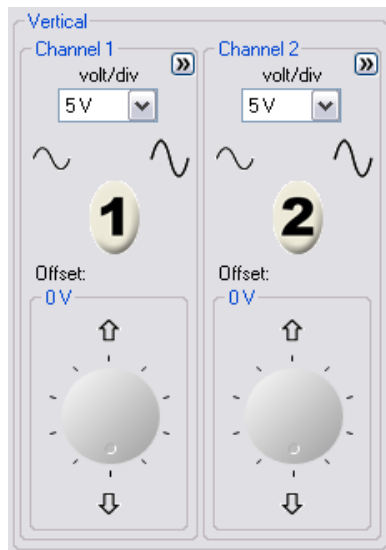 Vertical
Channel 1
volt/div
5 V
1
Offset:
0 V
Channel 2
volt/div
5 V
2
Offset:
0 V